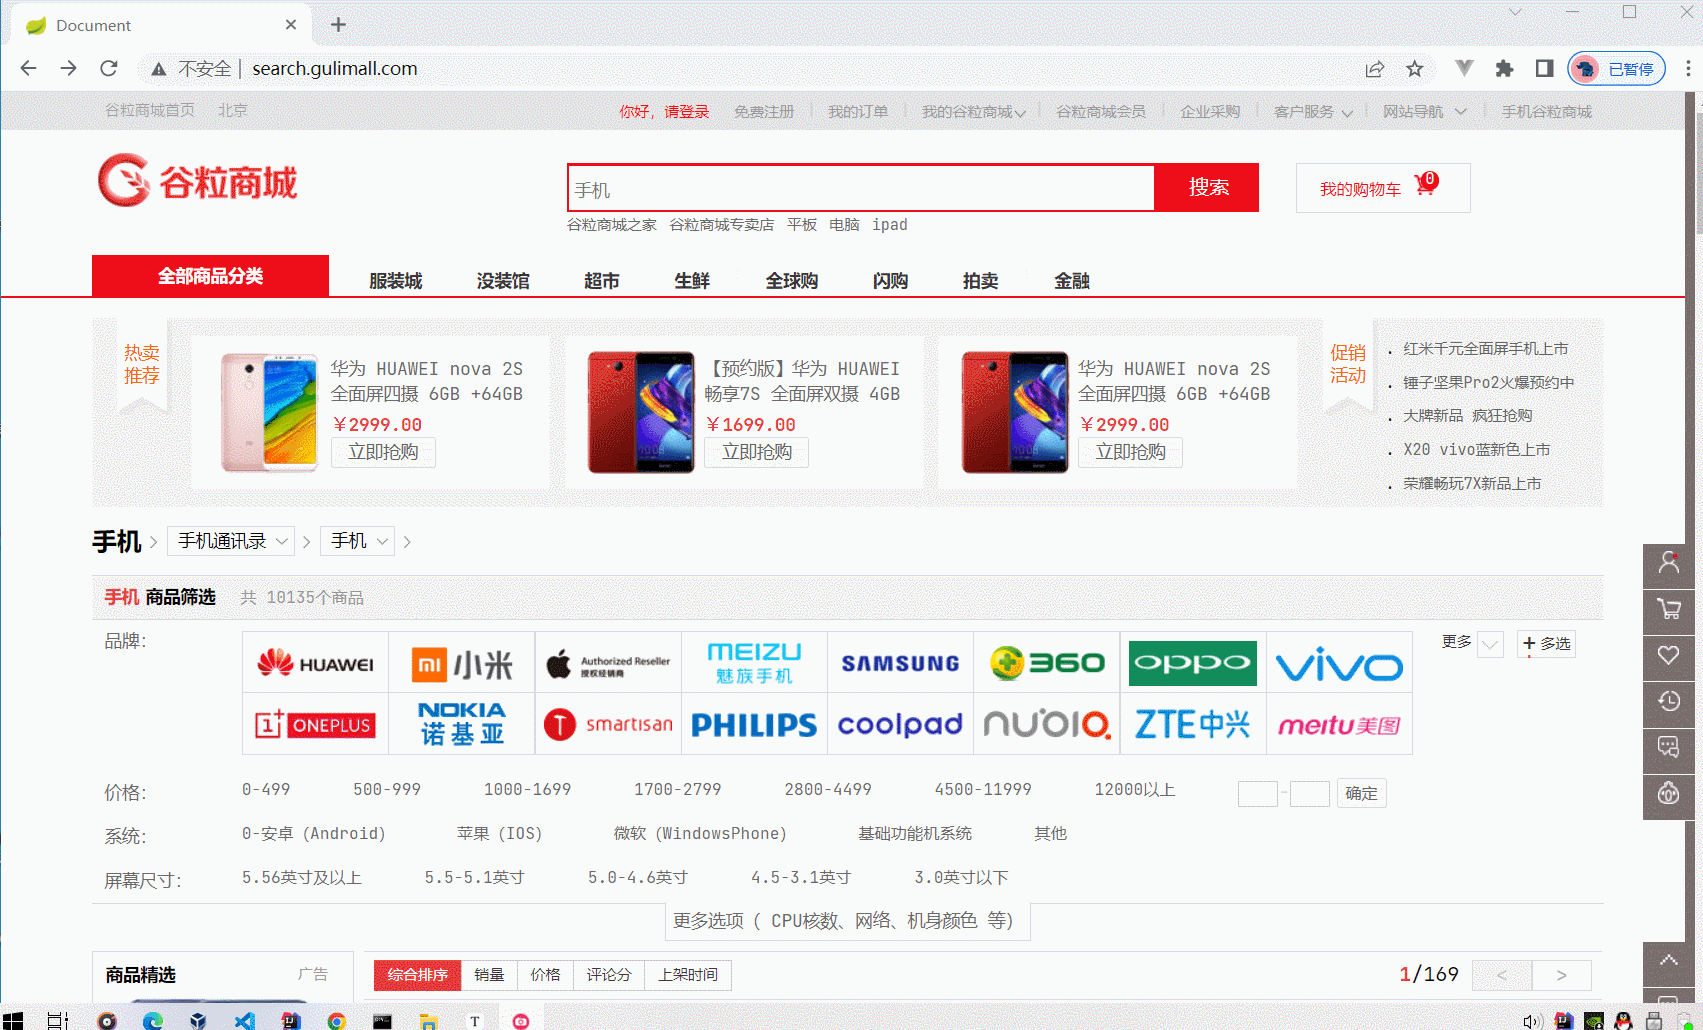 Document
不安全 search.gulimall.com 已暂停
谷粒商城首页 北京 你好，请登录 免费注册 我的订单 我的谷粒商城 谷粒商城会员 企业采购 客户服务 网站导航 手机谷粒商城
谷粒商城 手机 搜索 我的购物车 0
谷粒商城之家 谷粒商城专卖店 平板 电脑 ipad
全部商品分类 服装城 没装馆 超市 生鲜 全球购 闪购 拍卖 金融
热卖
推荐
华为 HUAWEI nova 2S
全面屏四摄 6GB +64GB
￥2999.00
立即抢购
【预约版】华为 HUAWEI
畅享7S 全面屏双摄 4GB
￥1699.00
立即抢购
华为 HUAWEI nova 2S
全面屏四摄 6GB +64GB
￥2999.00
立即抢购
促销
活动
· 红米千元全面屏手机上市
· 锤子坚果Pro2火爆预约中
· 大牌新品 疯狂抢购
· X20 vivo蓝新色上市
· 荣耀畅玩7X新品上市
手机 > 手机通讯录 > 手机 >
手机 商品筛选 共 10135个商品
品牌: 更多 + 多选
HUAWEI 小米 Authorized Reseller 授权经销商 MEIZU 魅族手机 SAMSUNG 360 OPPO vivo
1+ ONEPLUS NOKIA 诺基亚 smartisan PHILIPS coolpad nubia ZTE中兴 meitu美图
价格: 0-499 500-999 1000-1699 1700-2799 2800-4499 4500-11999 12000以上 - 确定
系统: 0-安卓（Android） 苹果（IOS） 微软（WindowsPhone） 基础功能机系统 其他
屏幕尺寸: 5.56英寸及以上 5.5-5.1英寸 5.0-4.6英寸 4.5-3.1英寸 3.0英寸以下
更多选项（ CPU核数、网络、机身颜色 等）
商品精选 广告 综合排序 销量 价格 评论分 上架时间 1/169 < >